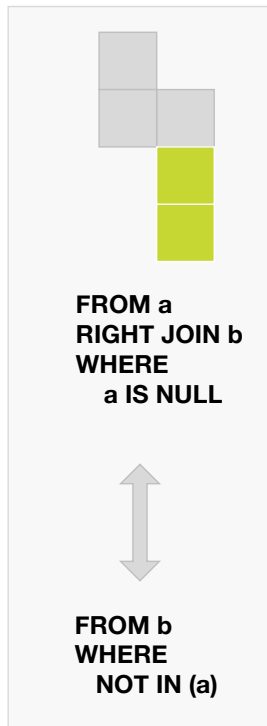 FROM a
RIGHT JOIN b
WHERE
a IS NULL
FROM b
WHERE
NOT IN (a)